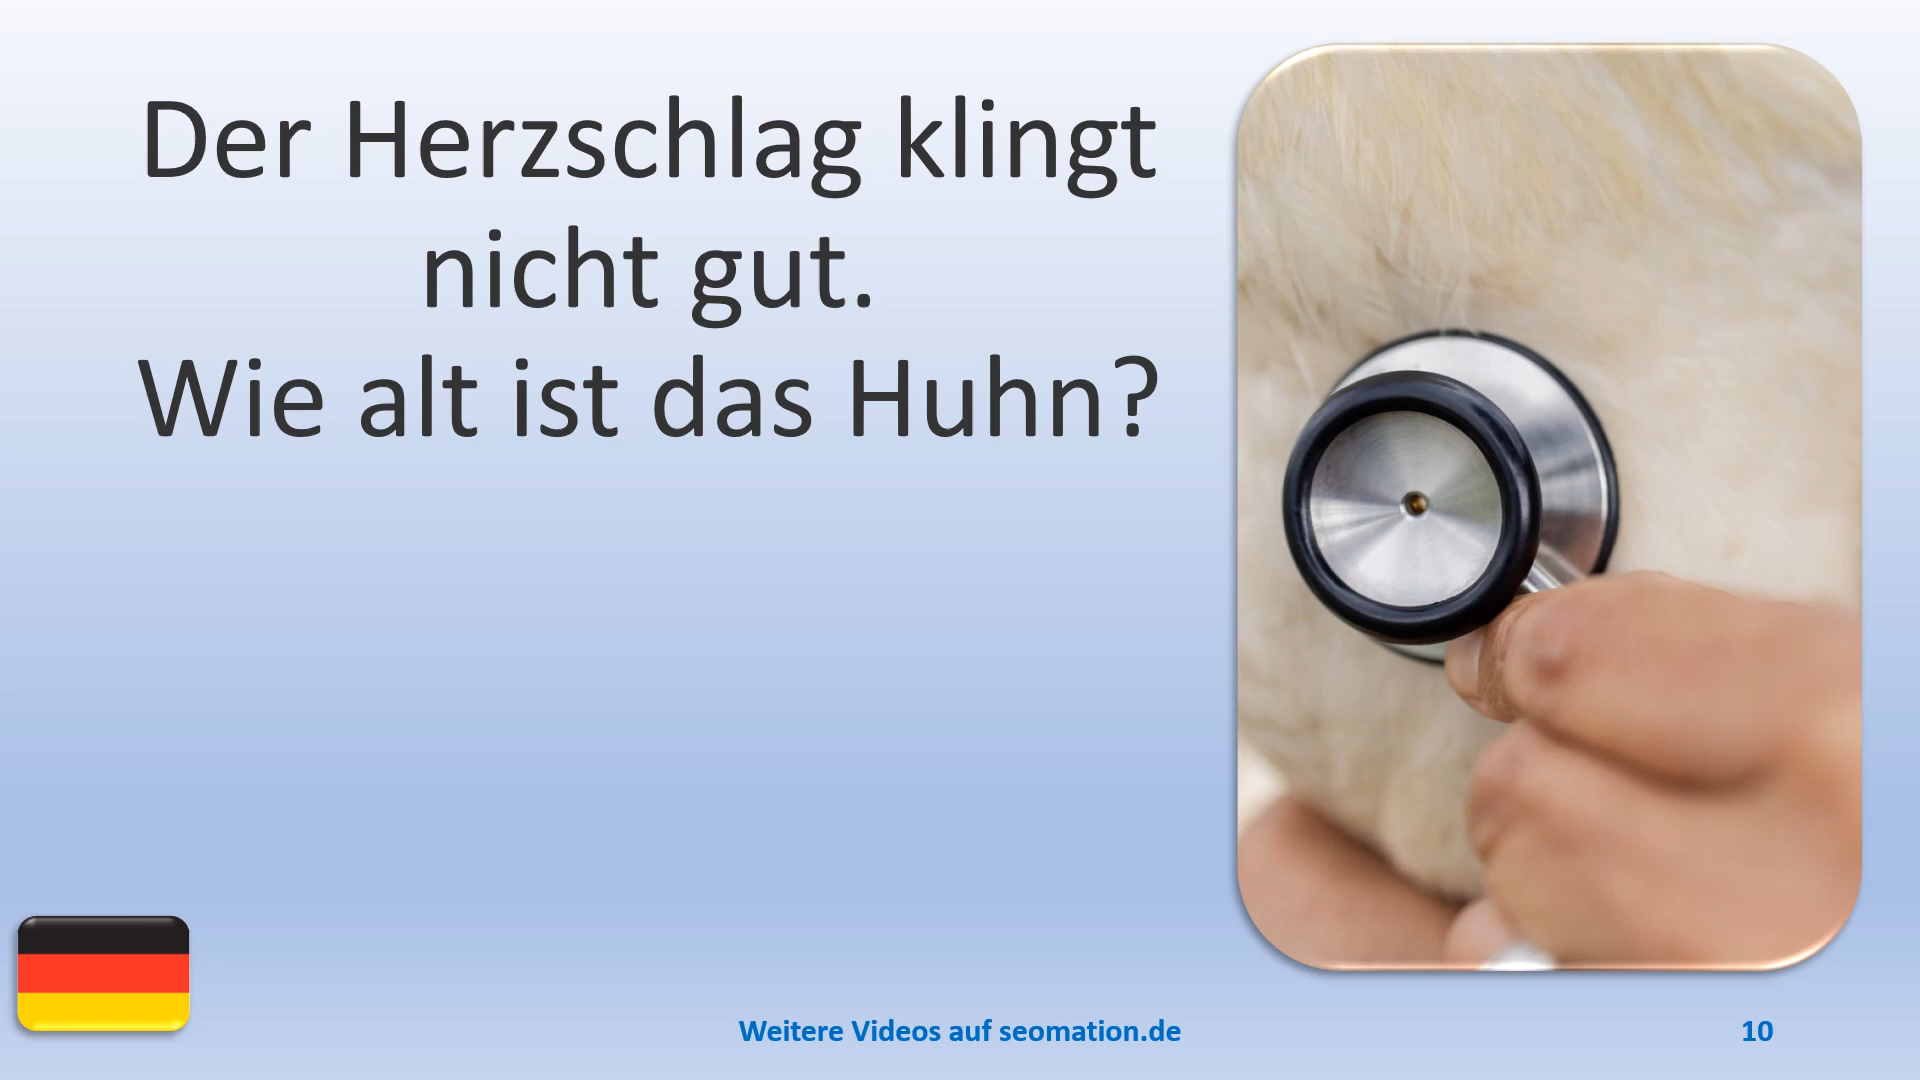 Der Herzschlag klingt
nicht gut.
Wie alt ist das Huhn?
Weitere Videos auf seomation.de
10